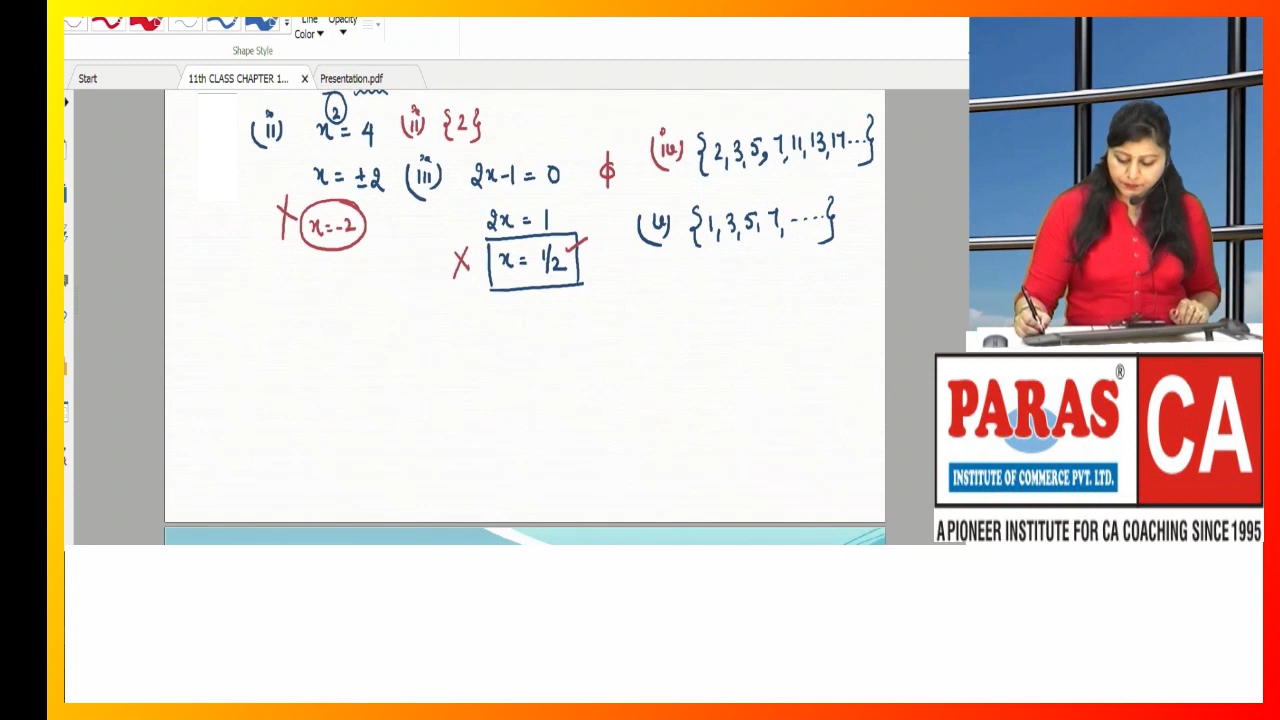 Line
Color
Opacity
Shape Style
Start
11th CLASS CHAPTER 1...
Presentation.pdf
(ii) x² = 4 (ii) {2}
x = ±2
x = -2
(iii) 2x-1 = 0 ϕ
2x = 1
x = 1/2
(iv) {2, 3, 5, 7, 11, 13, 17...}
(v) {1, 3, 5, 7, ....}
PARAS®
INSTITUTE OF COMMERCE PVT. LTD.
CA
A PIONEER INSTITUTE FOR CA COACHING SINCE 1995